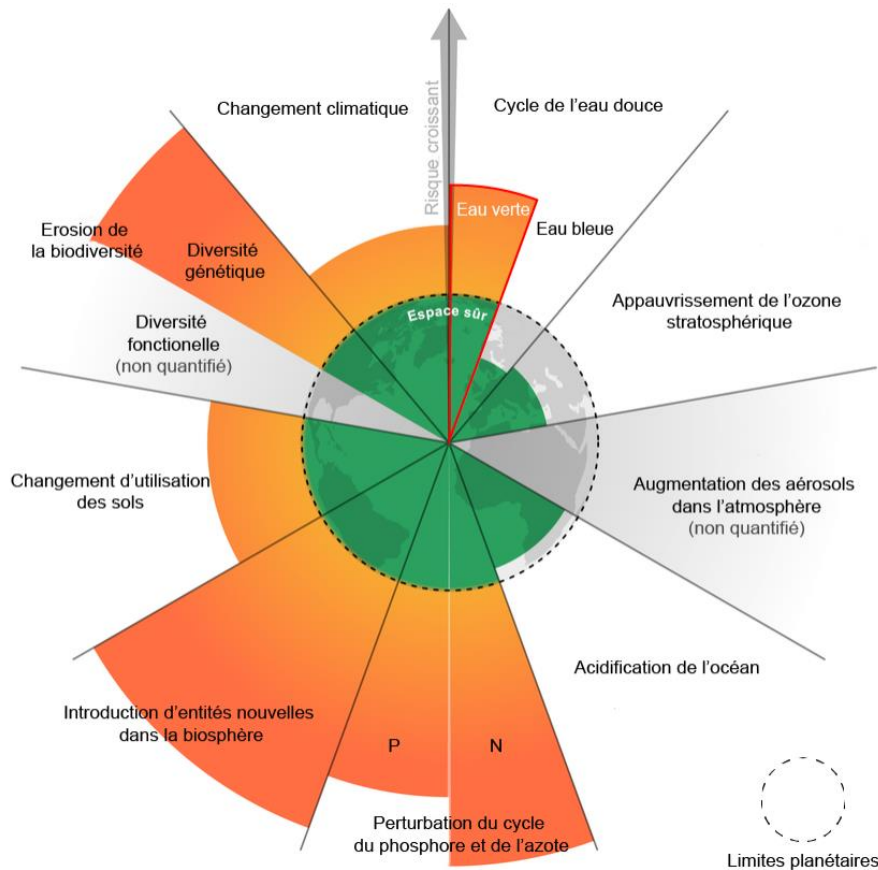 Changement climatique
Cycle de l'eau douce
Risque croissant
Eau verte
Eau bleue
Erosion de
la biodiversité
Diversité
génétique
Espace sûr
Appauvrissement de l'ozone
stratosphérique
Diversité
fonctionelle
(non quantifié)
Changement d'utilisation
des sols
Augmentation des aérosols
dans l'atmosphère
(non quantifié)
Acidification de l'océan
Introduction d'entités nouvelles
dans la biosphère
P
N
Perturbation du cycle
du phosphore et de l'azote
Limites planétaires